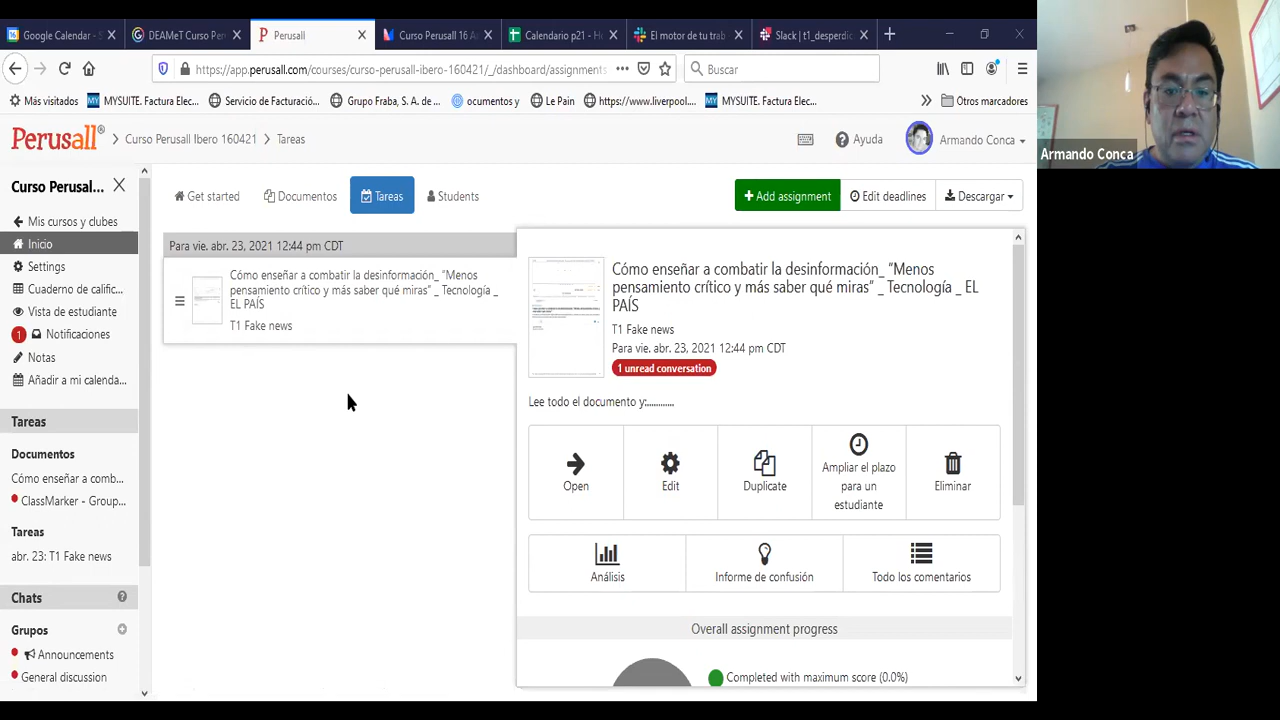 Google Calendar - S
DEAMeT Curso Peru
Perusall
Curso Perusall 16 A
Calendario p21 - Ho
El motor de tu trab
Slack | t1_desperdic
https://app.perusall.com/courses/curso-perusall-ibero-160421/_/dashboard/assignments
Buscar
Más visitados
MYSUITE. Factura Elec...
Servicio de Facturació...
Grupo Fraba, S. A. de ...
ocumentos y
Le Pain
https://www.liverpool....
MYSUITE. Factura Elec...
Otros marcadores
Perusall®
Curso Perusall Ibero 160421
Tareas
Ayuda
Armando Conca
Armando Conca
Curso Perusal...
Mis cursos y clubes
Inicio
Settings
Cuaderno de calific...
Vista de estudiante
1 Notificaciones
Notas
Añadir a mi calenda...
Tareas
Documentos
Cómo enseñar a comb...
ClassMarker - Group...
Tareas
abr. 23: T1 Fake news
Chats
Grupos
Announcements
General discussion
Get started
Documentos
Tareas
Students
Add assignment
Edit deadlines
Descargar
Para vie. abr. 23, 2021 12:44 pm CDT
Cómo enseñar a combatir la desinformación_ “Menos
pensamiento crítico y más saber qué miras” _ Tecnología _
EL PAÍS
T1 Fake news
Cómo enseñar a combatir la desinformación_ “Menos
pensamiento crítico y más saber qué miras” _ Tecnología _ EL
PAÍS
T1 Fake news
Para vie. abr. 23, 2021 12:44 pm CDT
1 unread conversation
Lee todo el documento y:...........
Open
Edit
Duplicate
Ampliar el plazo
para un
estudiante
Eliminar
Análisis
Informe de confusión
Todo los comentarios
Overall assignment progress
Completed with maximum score (0.0%)